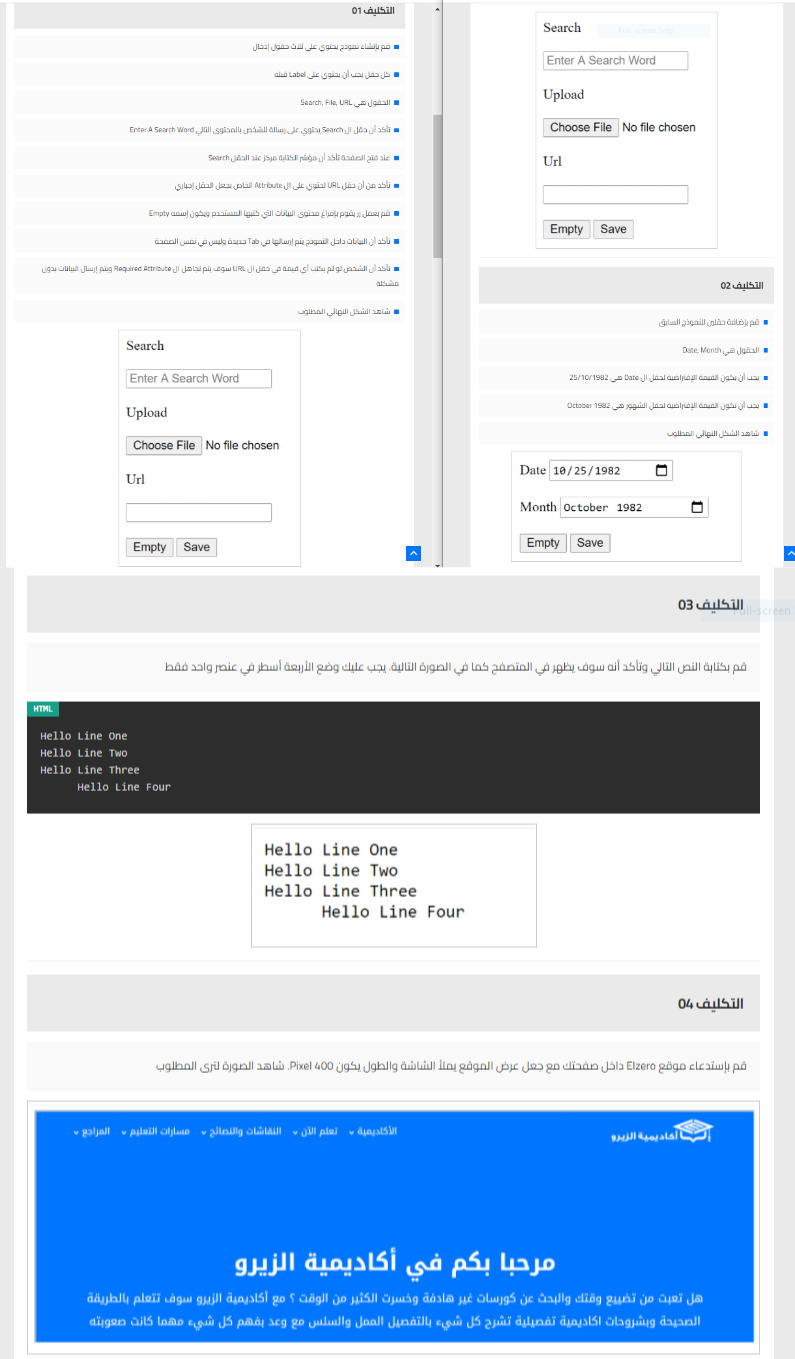 التكليف 01
قم بإنشاء نموذج يحتوي على ثلاث حقول إدخال
كل حقل يجب أن يحتوي على Label قبله
الحقول هي Search, File, URL
تأكد أن حقل ال Search يحتوي على رسالة للشخص بالمحتوى التالي Enter A Search Word
عند فتح الصفحة تأكد أن مؤشر الكتابة مركز عند الحقل Search
تأكد من أن حقل URL تحتوي على ال Attribute الخاص بجعل الحقل إجباري
قم بعمل زر يقوم بإفراغ محتوى البيانات التي كتبها المستخدم ويكون إسمه Empty
تأكد أن البيانات داخل النموذج يتم إرسالها في Tab جديدة وليس في نفس الصفحة
تأكد أن الشخص لو لم يكتب أي قيمة في حقل ال URL سوف يتم تجاهل ال Required Attribute ويتم إرسال البيانات بدون
مشكلة
شاهد الشكل النهائي المطلوب
Search
Enter A Search Word
Upload
Choose File No file chosen
Url
Empty Save
Search
Enter A Search Word
Upload
Choose File No file chosen
Url
Empty Save
التكليف 02
قم بإضافة حقلين للنموذج السابق
الحقول هي Date, Month
يجب أن يكون القيمة الإفتراضية لحقل ال Date هي 25/10/1982
يجب أن تكون القيمة الإفتراضية لحقل الشهور هي October 1982
شاهد الشكل النهائي المطلوب
Date 10/25/1982
Month October 1982
Empty Save
التكليف 03
قم بكتابة النص التالي وتأكد أنه سوف يظهر في المتصفح كما في الصورة التالية. يجب عليك وضع الأربعة أسطر في عنصر واحد فقط
HTML
Hello Line One
Hello Line Two
Hello Line Three
Hello Line Four
Hello Line One
Hello Line Two
Hello Line Three
Hello Line Four
التكليف 04
قم بإستدعاء موقع Elzero داخل صفحتك مع جعل عرض الموقع يملأ الشاشة والطول يكون 400 Pixel. شاهد الصورة لترى المطلوب
أكاديمية الزيرو
الأكاديمية تعلم الآن النقاشات والنصائح مسارات التعليم المراجع
مرحبا بكم في أكاديمية الزيرو
هل تعبت من تضييع وقتك والبحث عن كورسات غير هادفة وخسرت الكثير من الوقت ؟ مع أكاديمية الزيرو سوف تتعلم بالطريقة
الصحيحة وبشروحات اكاديمية تفصيلية تشرح كل شيء بالتفصيل الممل والسلس مع وعد بفهم كل شيء مهما كانت صعوبته